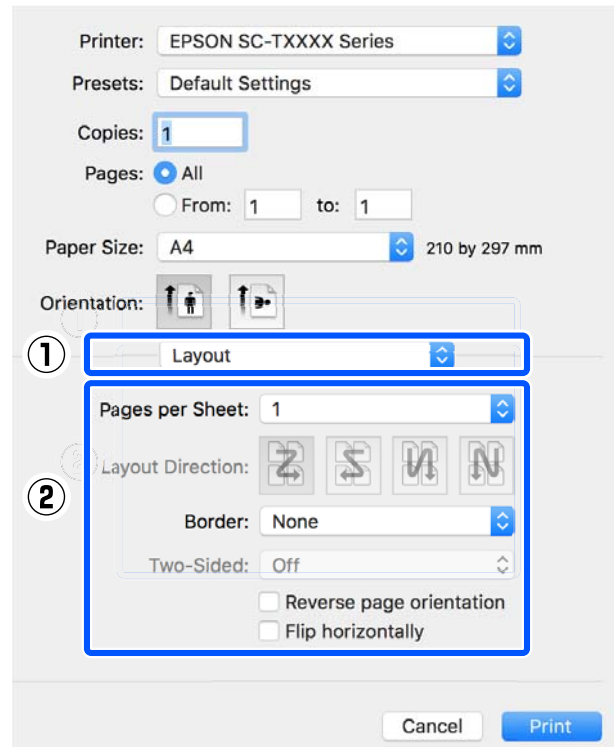 Printer: EPSON SC-TXXXX Series
Presets: Default Settings
Copies: 1
Pages: All
From: 1 to: 1
Paper Size: A4 210 by 297 mm
Orientation:
① Layout
Pages per Sheet: 1
② Layout Direction:
Border: None
Two-Sided: Off
Reverse page orientation
Flip horizontally
Cancel Print